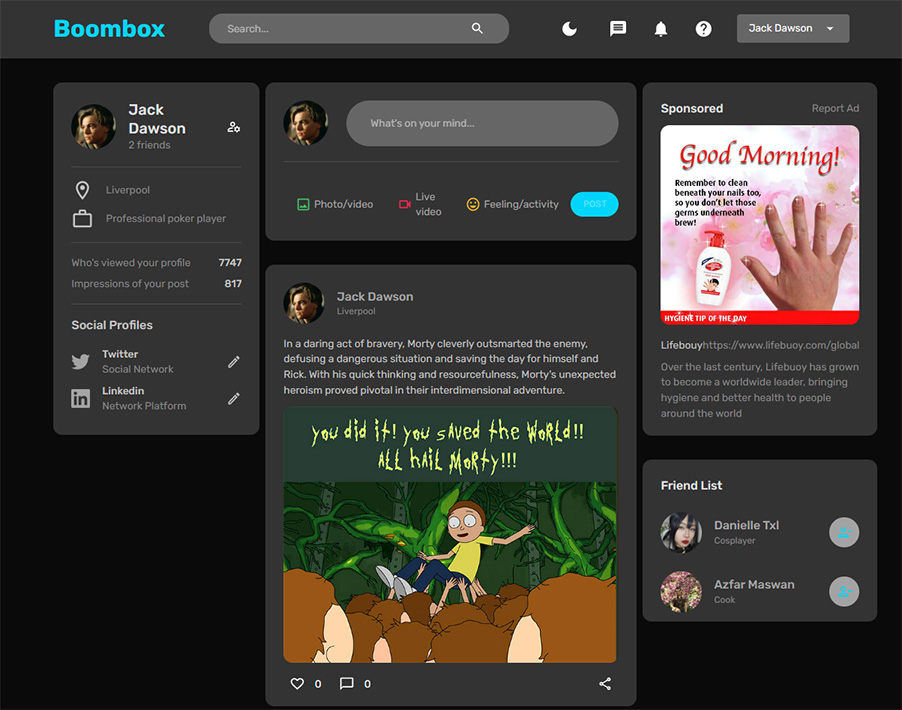 Boombox
Search...
Jack Dawson
Jack
Dawson
2 friends
Liverpool
Professional poker player
Who's viewed your profile 7747
Impressions of your post 817
Social Profiles
Twitter
Social Network
Linkedin
Network Platform
What's on your mind...
Photo/video
Live
video
Feeling/activity
POST
Jack Dawson
Liverpool
In a daring act of bravery, Morty cleverly outsmarted the enemy,
defusing a dangerous situation and saving the day for himself and
Rick. With his quick thinking and resourcefulness, Morty's unexpected
heroism proved pivotal in their interdimensional adventure.
you did it! you saved the WoRld!!
ALL hAiL MoRty!!!
0 0
Sponsored Report Ad
Good Morning!
Remember to clean
beneath your nails too,
so you don't let those
germs underneath
brew!
HYGIENE TIP OF THE DAY
Lifebouyhttps://www.lifebuoy.com/global
Over the last century, Lifebuoy has grown
to become a worldwide leader, bringing
hygiene and better health to people
around the world
Friend List
Danielle Txl
Cosplayer
Azfar Maswan
Cook